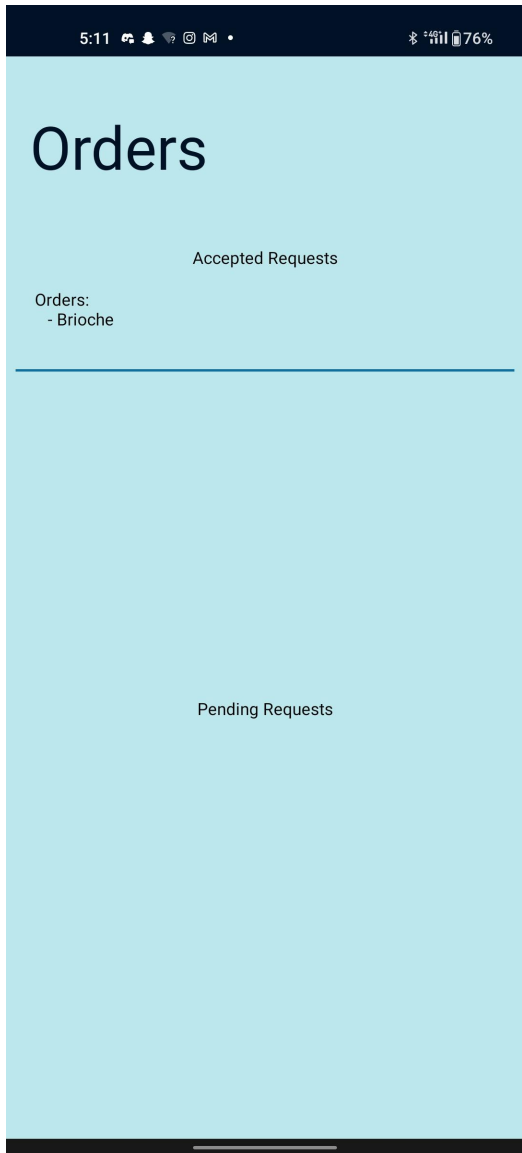 5:11 76%
Orders
Accepted Requests
Orders:
- Brioche
Pending Requests